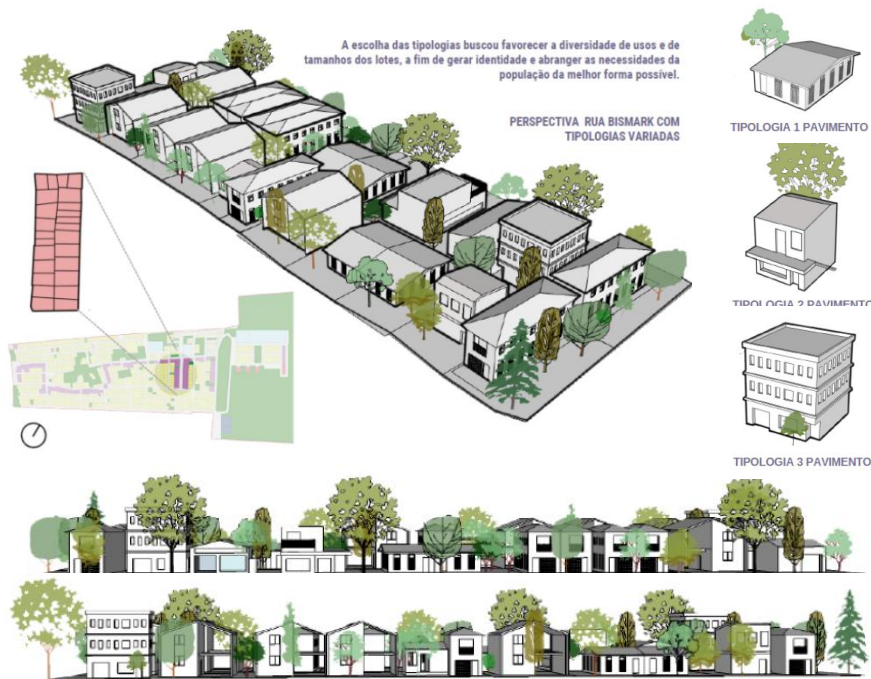 A escolha das tipologias buscou favorecer a diversidade de usos e de
tamanhos dos lotes, a fim de gerar identidade e abranger as necessidades da
população da melhor forma possível.
PERSPECTIVA RUA BISMARK COM
TIPOLOGIAS VARIADAS
TIPOLOGIA 1 PAVIMENTO
TIPOLOGIA 2 PAVIMENTO
TIPOLOGIA 3 PAVIMENTO